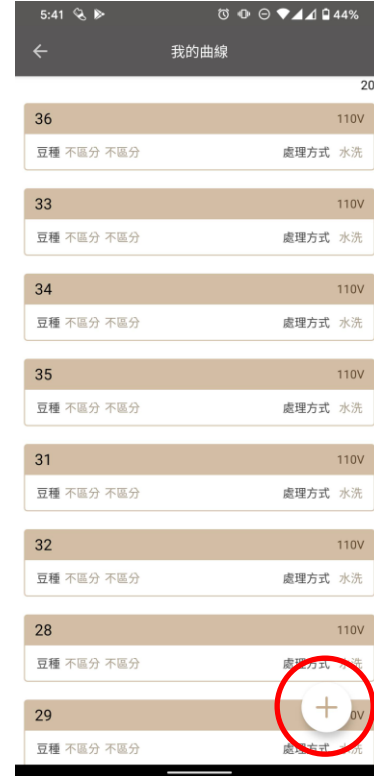 5:41 44%
我的曲線
20
36 110V
豆種 不區分 不區分 處理方式 水洗
33 110V
豆種 不區分 不區分 處理方式 水洗
34 110V
豆種 不區分 不區分 處理方式 水洗
35 110V
豆種 不區分 不區分 處理方式 水洗
31 110V
豆種 不區分 不區分 處理方式 水洗
32 110V
豆種 不區分 不區分 處理方式 水洗
28 110V
豆種 不區分 不區分 處理方式 水洗
29 0V
豆種 不區分 不區分 處理方式 水洗